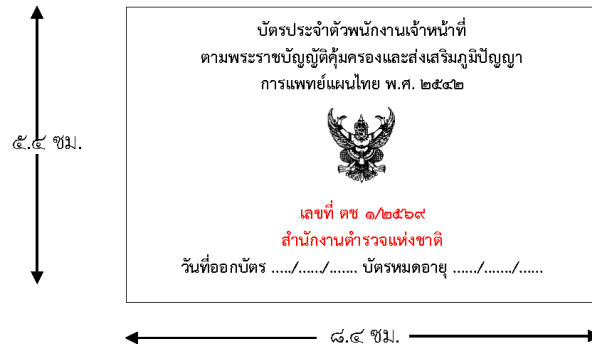 บัตรประจำตัวพนักงานเจ้าหน้าที่
ตามพระราชบัญญัติคุ้มครองและส่งเสริมภูมิปัญญา
การแพทย์แผนไทย พ.ศ. ๒๕๔๒
๕.๔ ซม.
เลขที่ ตช ๑/๒๕๖๙
สำนักงานตำรวจแห่งชาติ
วันที่ออกบัตร ...../....../....... บัตรหมดอายุ ....../......./......
๘.๔ ซม.